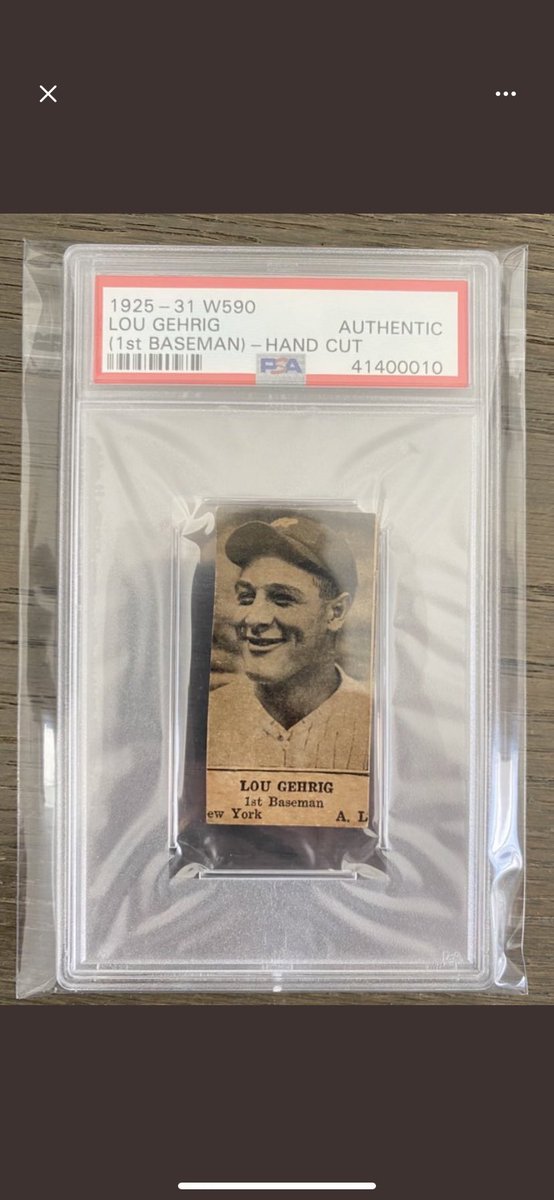 1925-31 W590
LOU GEHRIG AUTHENTIC
(1st BASEMAN) - HAND CUT
PSA 41400010
LOU GEHRIG
1st Baseman
ew York A. L